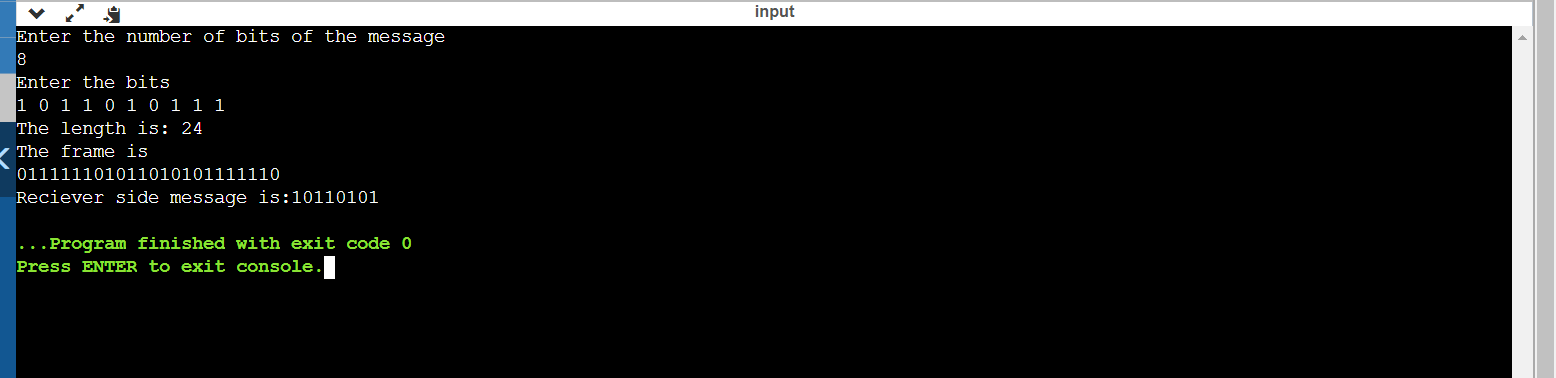 input
Enter the number of bits of the message
8
Enter the bits
1 0 1 1 0 1 0 1 1 1
The length is: 24
The frame is
011111101011010101111110
Reciever side message is:10110101
...Program finished with exit code 0
Press ENTER to exit console.